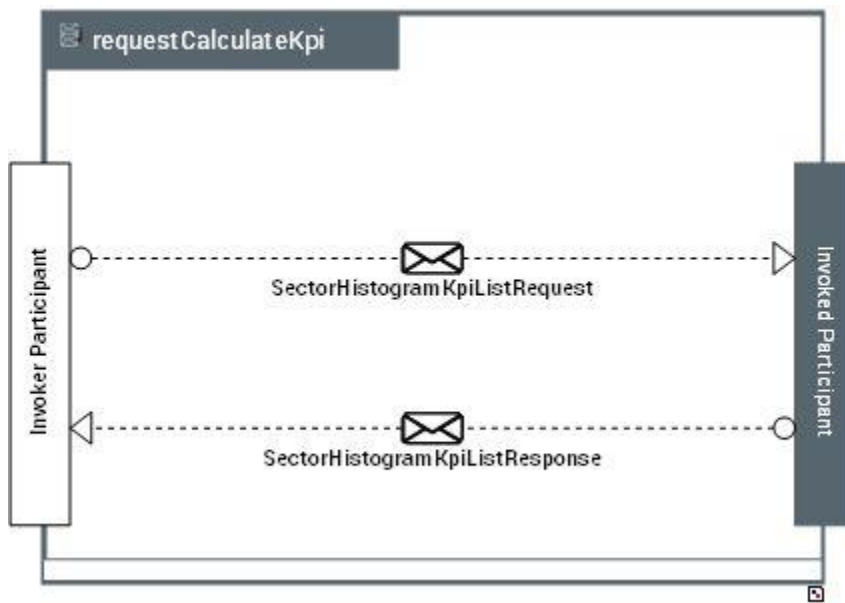 requestCalculateKpi
Invoker Participant
SectorHistogramKpiListRequest
Invoked Participant
SectorHistogramKpiListResponse